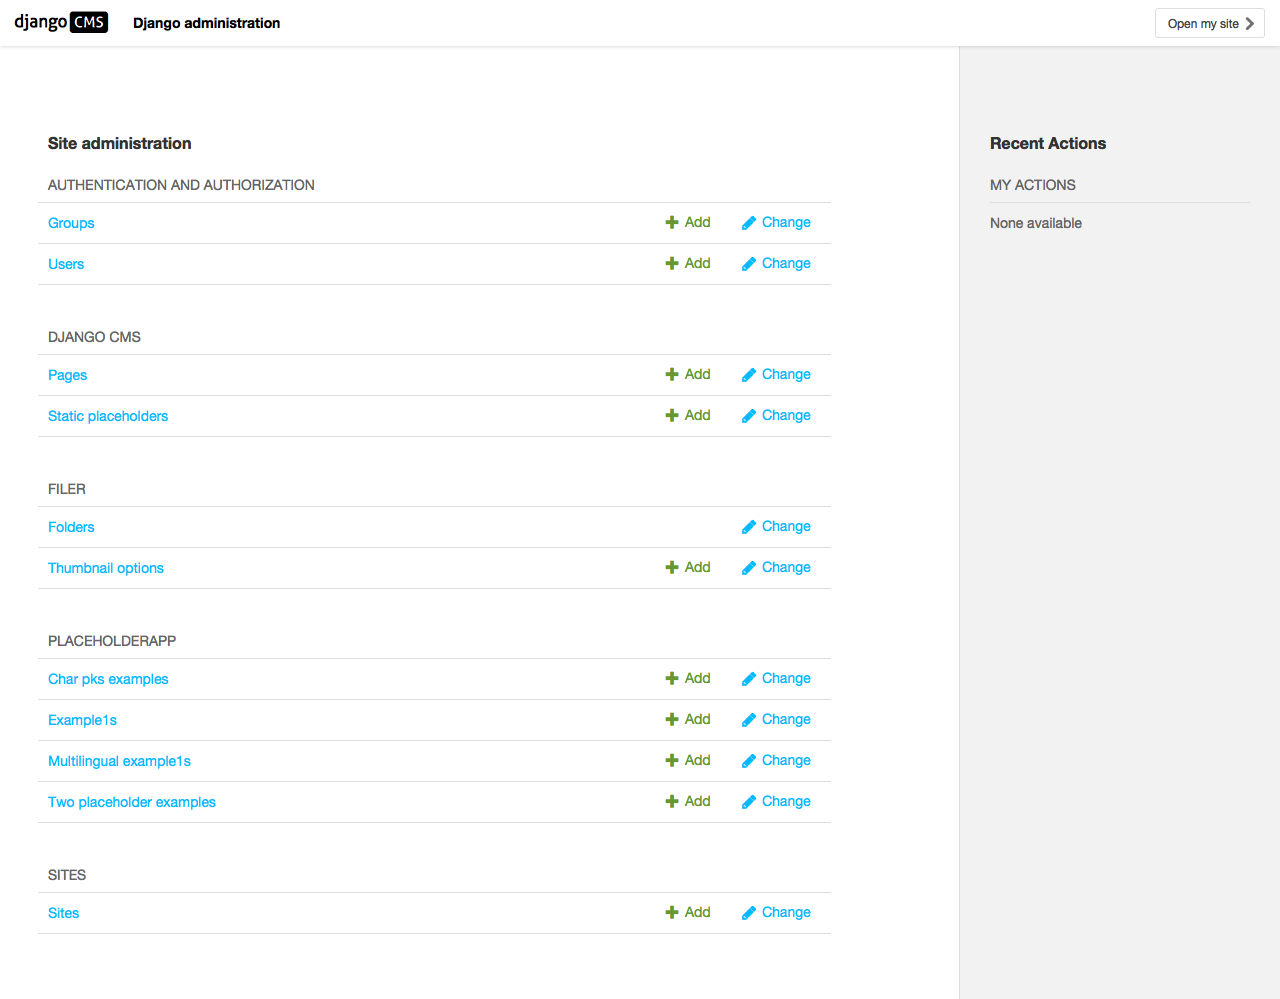 django CMS Django administration Open my site
Site administration
AUTHENTICATION AND AUTHORIZATION
Groups Add Change
Users Add Change
DJANGO CMS
Pages Add Change
Static placeholders Add Change
FILER
Folders Change
Thumbnail options Add Change
PLACEHOLDERAPP
Char pks examples Add Change
Example1s Add Change
Multilingual example1s Add Change
Two placeholder examples Add Change
SITES
Sites Add Change
Recent Actions
MY ACTIONS
None available